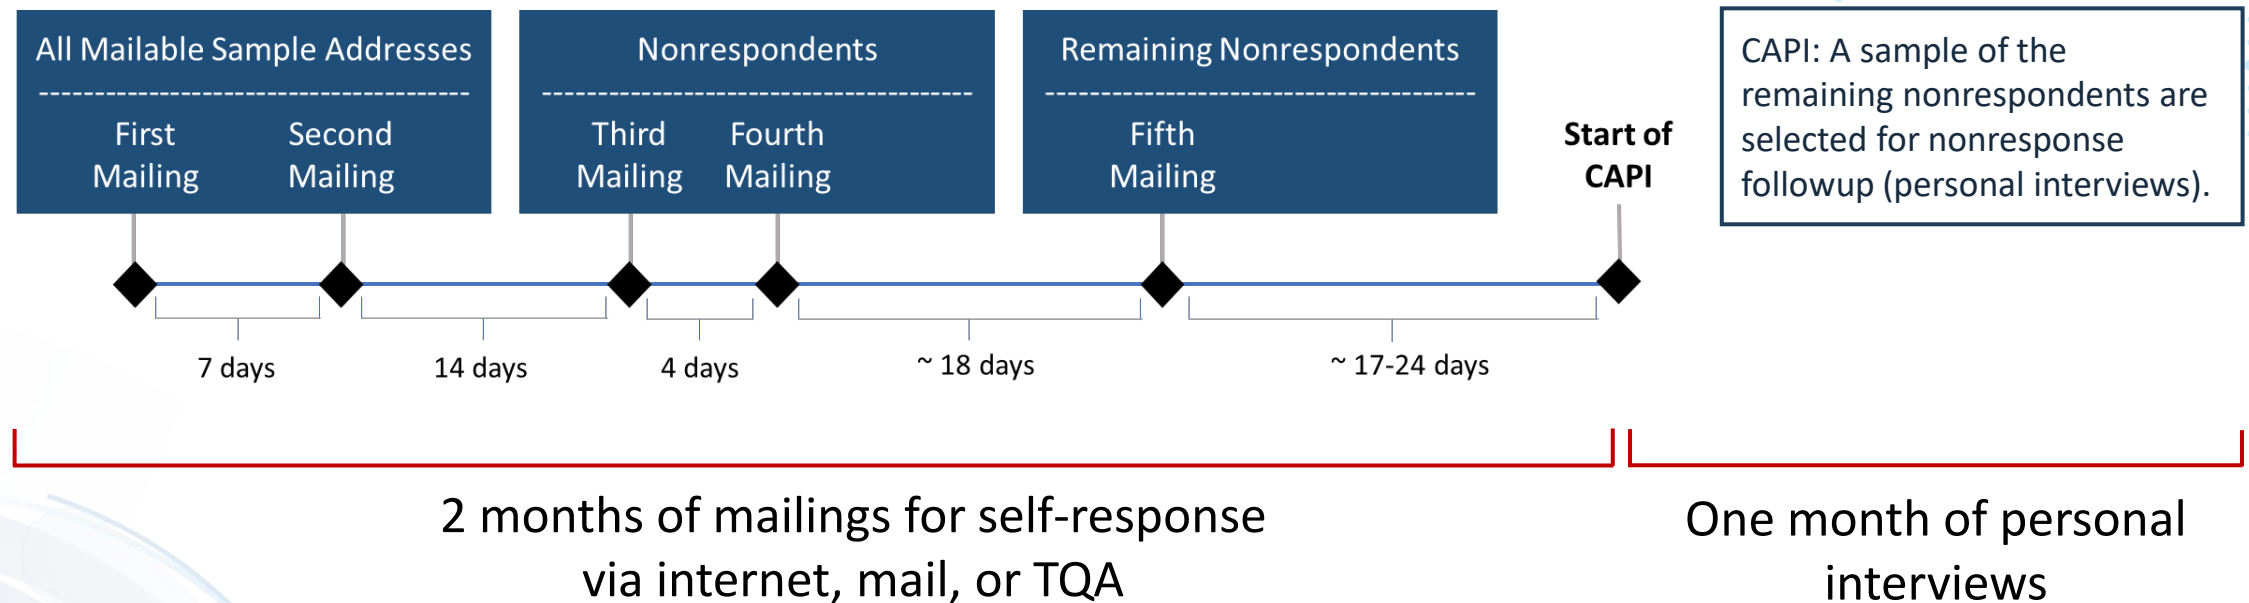 All Mailable Sample Addresses
---------------------------------------
First
Mailing
Second
Mailing
Nonrespondents
---------------------------------------
Third
Mailing
Fourth
Mailing
Remaining Nonrespondents
---------------------------------------
Fifth
Mailing
Start of
CAPI
CAPI: A sample of the
remaining nonrespondents are
selected for nonresponse
followup (personal interviews).
7 days
14 days
4 days
~ 18 days
~ 17-24 days
2 months of mailings for self-response
via internet, mail, or TQA
One month of personal
interviews